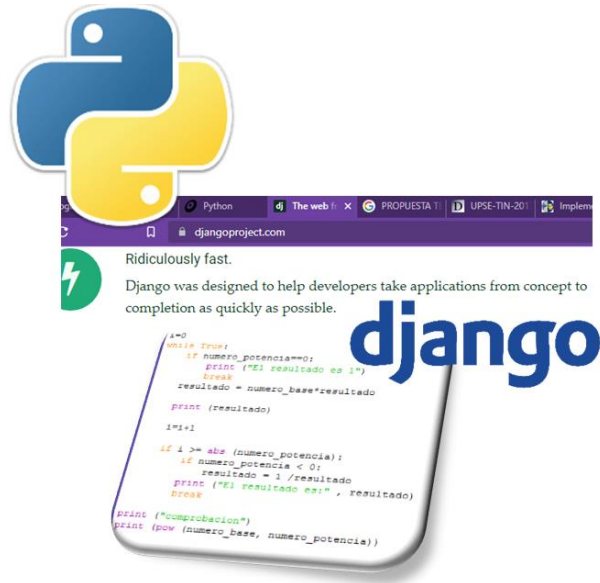 Python
dj The web f
PROPUESTA T
UPSE-TIN-201
Implem
djangoproject.com
Ridiculously fast.
Django was designed to help developers take applications from concept to
completion as quickly as possible.
django
i=0
while True:
if numero_potencia==0:
print ("El resultado es 1")
break
resultado = numero_base*resultado
print (resultado)
i=i+1
if i >= abs (numero_potencia):
if numero_potencia < 0:
resultado = 1 /resultado
print ("El resultado es:" , resultado)
break
print ("comprobacion")
print (pow (numero_base, numero_potencia))